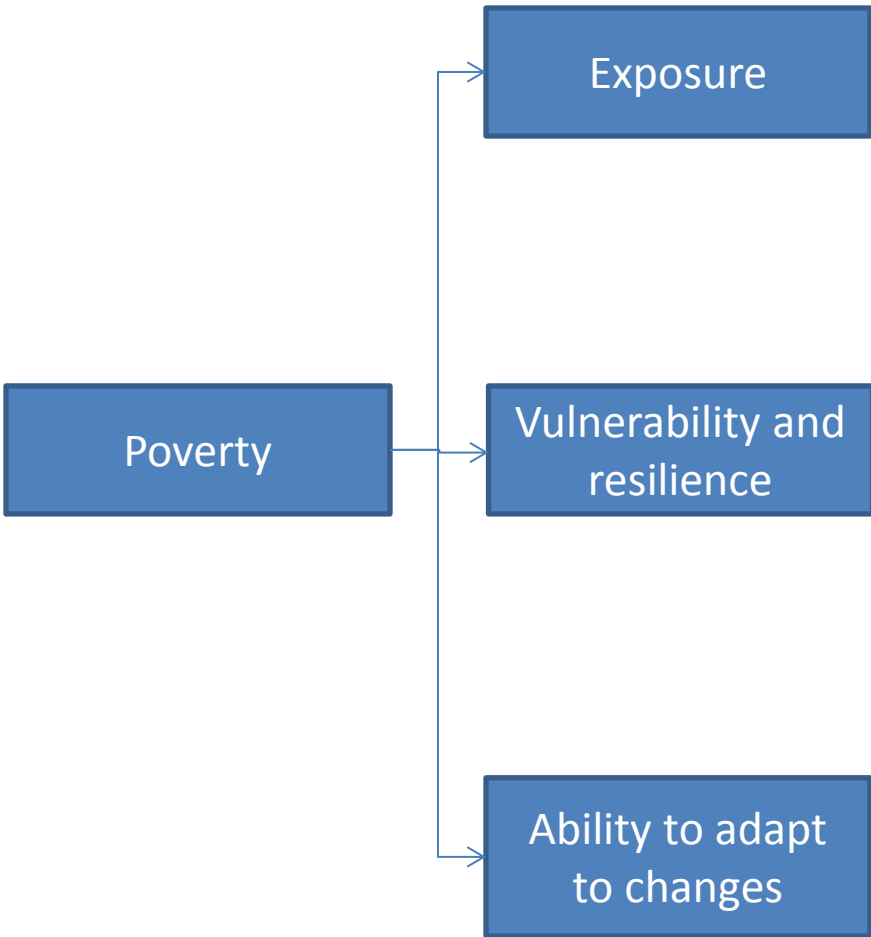 Exposure
Poverty
Vulnerability and
resilience
Ability to adapt
to changes